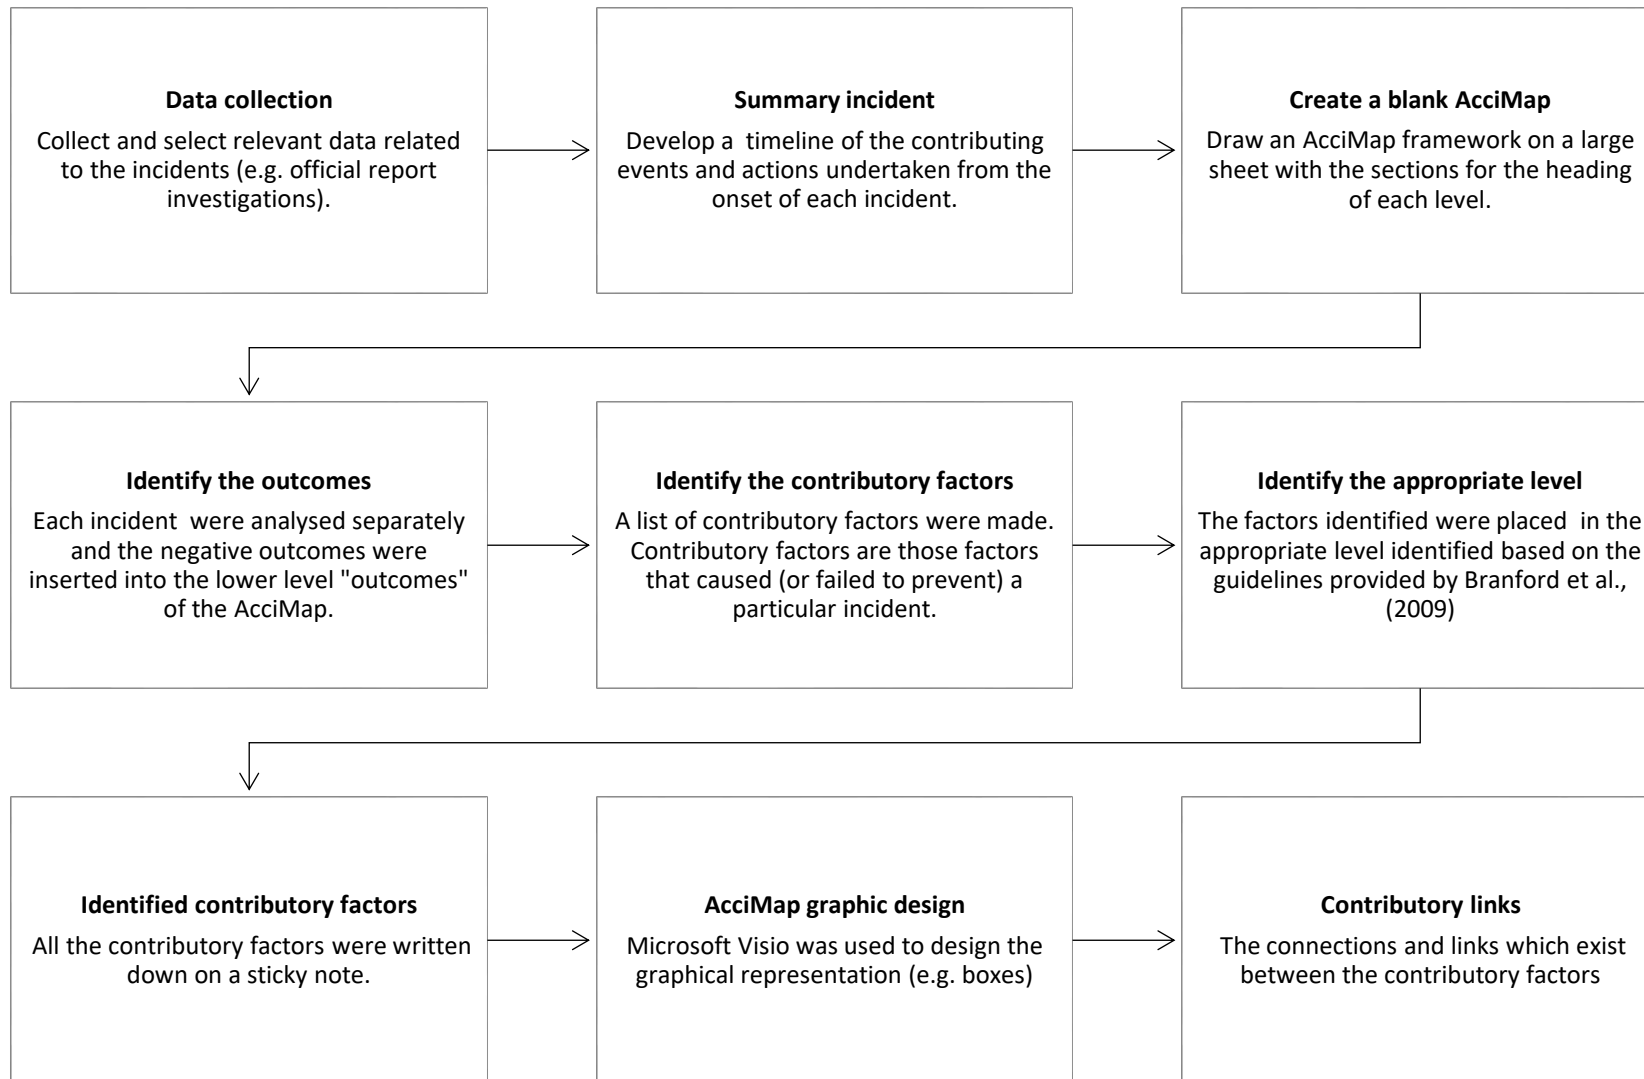 Data collection
Collect and select relevant data related
to the incidents (e.g. official report
investigations).
Summary incident
Develop a  timeline of the contributing
events and actions undertaken from the
onset of each incident.
Create a blank AcciMap
Draw an AcciMap framework on a large
sheet with the sections for the heading
of each level.
Identify the outcomes
Each incident  were analysed separately
and the negative outcomes were
inserted into the lower level "outcomes"
of the AcciMap.
Identify the contributory factors
A list of contributory factors were made.
Contributory factors are those factors
that caused (or failed to prevent) a
particular incident.
Identify the appropriate level
The factors identified were placed  in the
appropriate level identified based on the
guidelines provided by Branford et al.,
(2009)
Identified contributory factors
All the contributory factors were written
down on a sticky note.
AcciMap graphic design
Microsoft Visio was used to design the
graphical representation (e.g. boxes)
Contributory links
The connections and links which exist
between the contributory factors